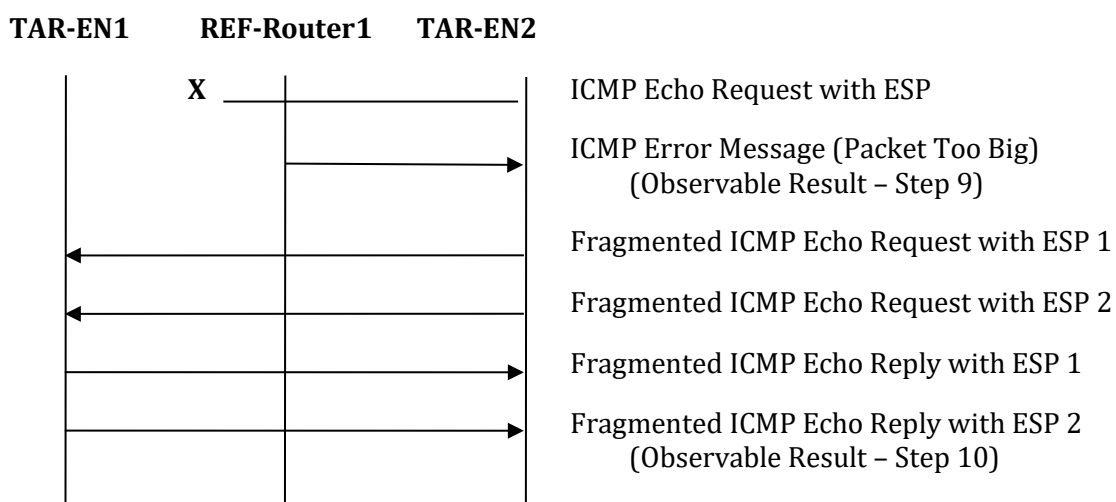 TAR-EN1 REF-Router1 TAR-EN2
X
ICMP Echo Request with ESP
ICMP Error Message (Packet Too Big)
(Observable Result – Step 9)
Fragmented ICMP Echo Request with ESP 1
Fragmented ICMP Echo Request with ESP 2
Fragmented ICMP Echo Reply with ESP 1
Fragmented ICMP Echo Reply with ESP 2
(Observable Result – Step 10)